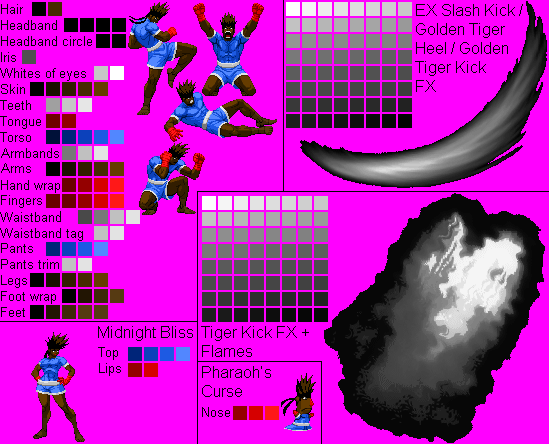 Hair
Headband
Headband circle
Iris
Whites of eyes
Skin
Teeth
Tongue
Torso
Armbands
Arms
Hand wrap
Fingers
Waistband
Waistband tag
Pants
Pants trim
Legs
Foot wrap
Feet
EX Slash Kick /
Golden Tiger
Heel / Golden
Tiger Kick
FX
Midnight Bliss
Top
Lips
Tiger Kick FX +
Flames
Pharaoh's
Curse
Nose